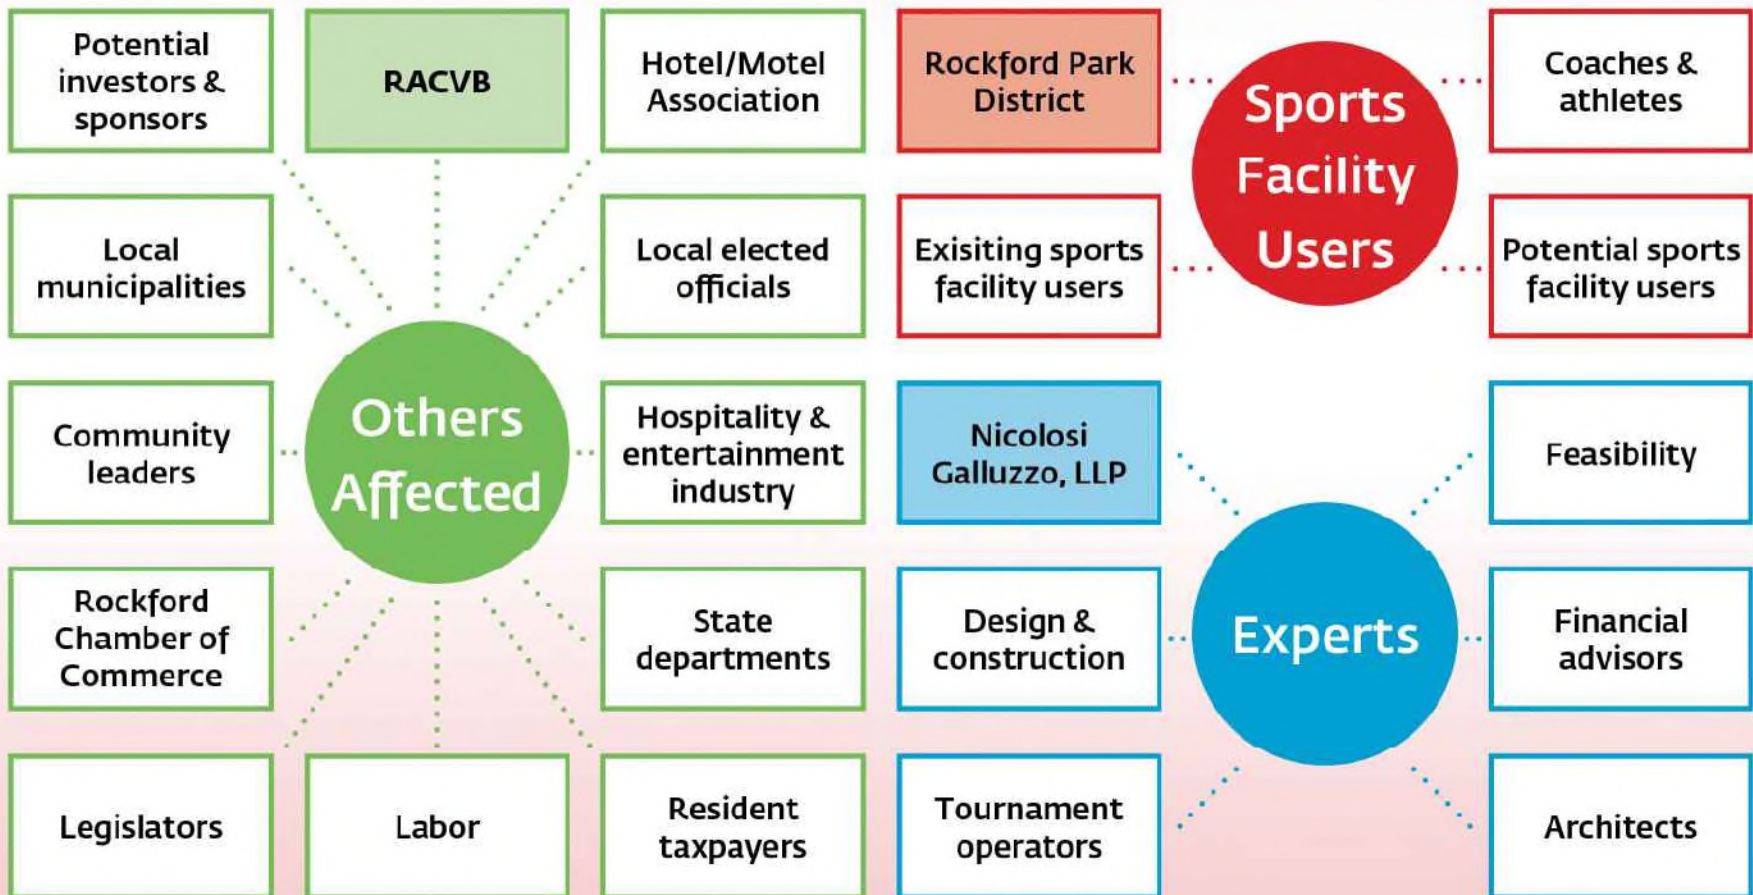 Potential
investors &
sponsors
RACVB
Hotel/Motel
Association
Local
municipalities
Local elected
officials
Others
Affected
Community
leaders
Hospitality &
entertainment
industry
Rockford
Chamber of
Commerce
State
departments
Legislators
Labor
Resident
taxpayers
Rockford Park
District
Sports
Facility
Users
Coaches &
athletes
Exisiting sports
facility users
Potential sports
facility users
Nicolosi
Galluzzo, LLP
Feasibility
Design &
construction
Experts
Financial
advisors
Tournament
operators
Architects